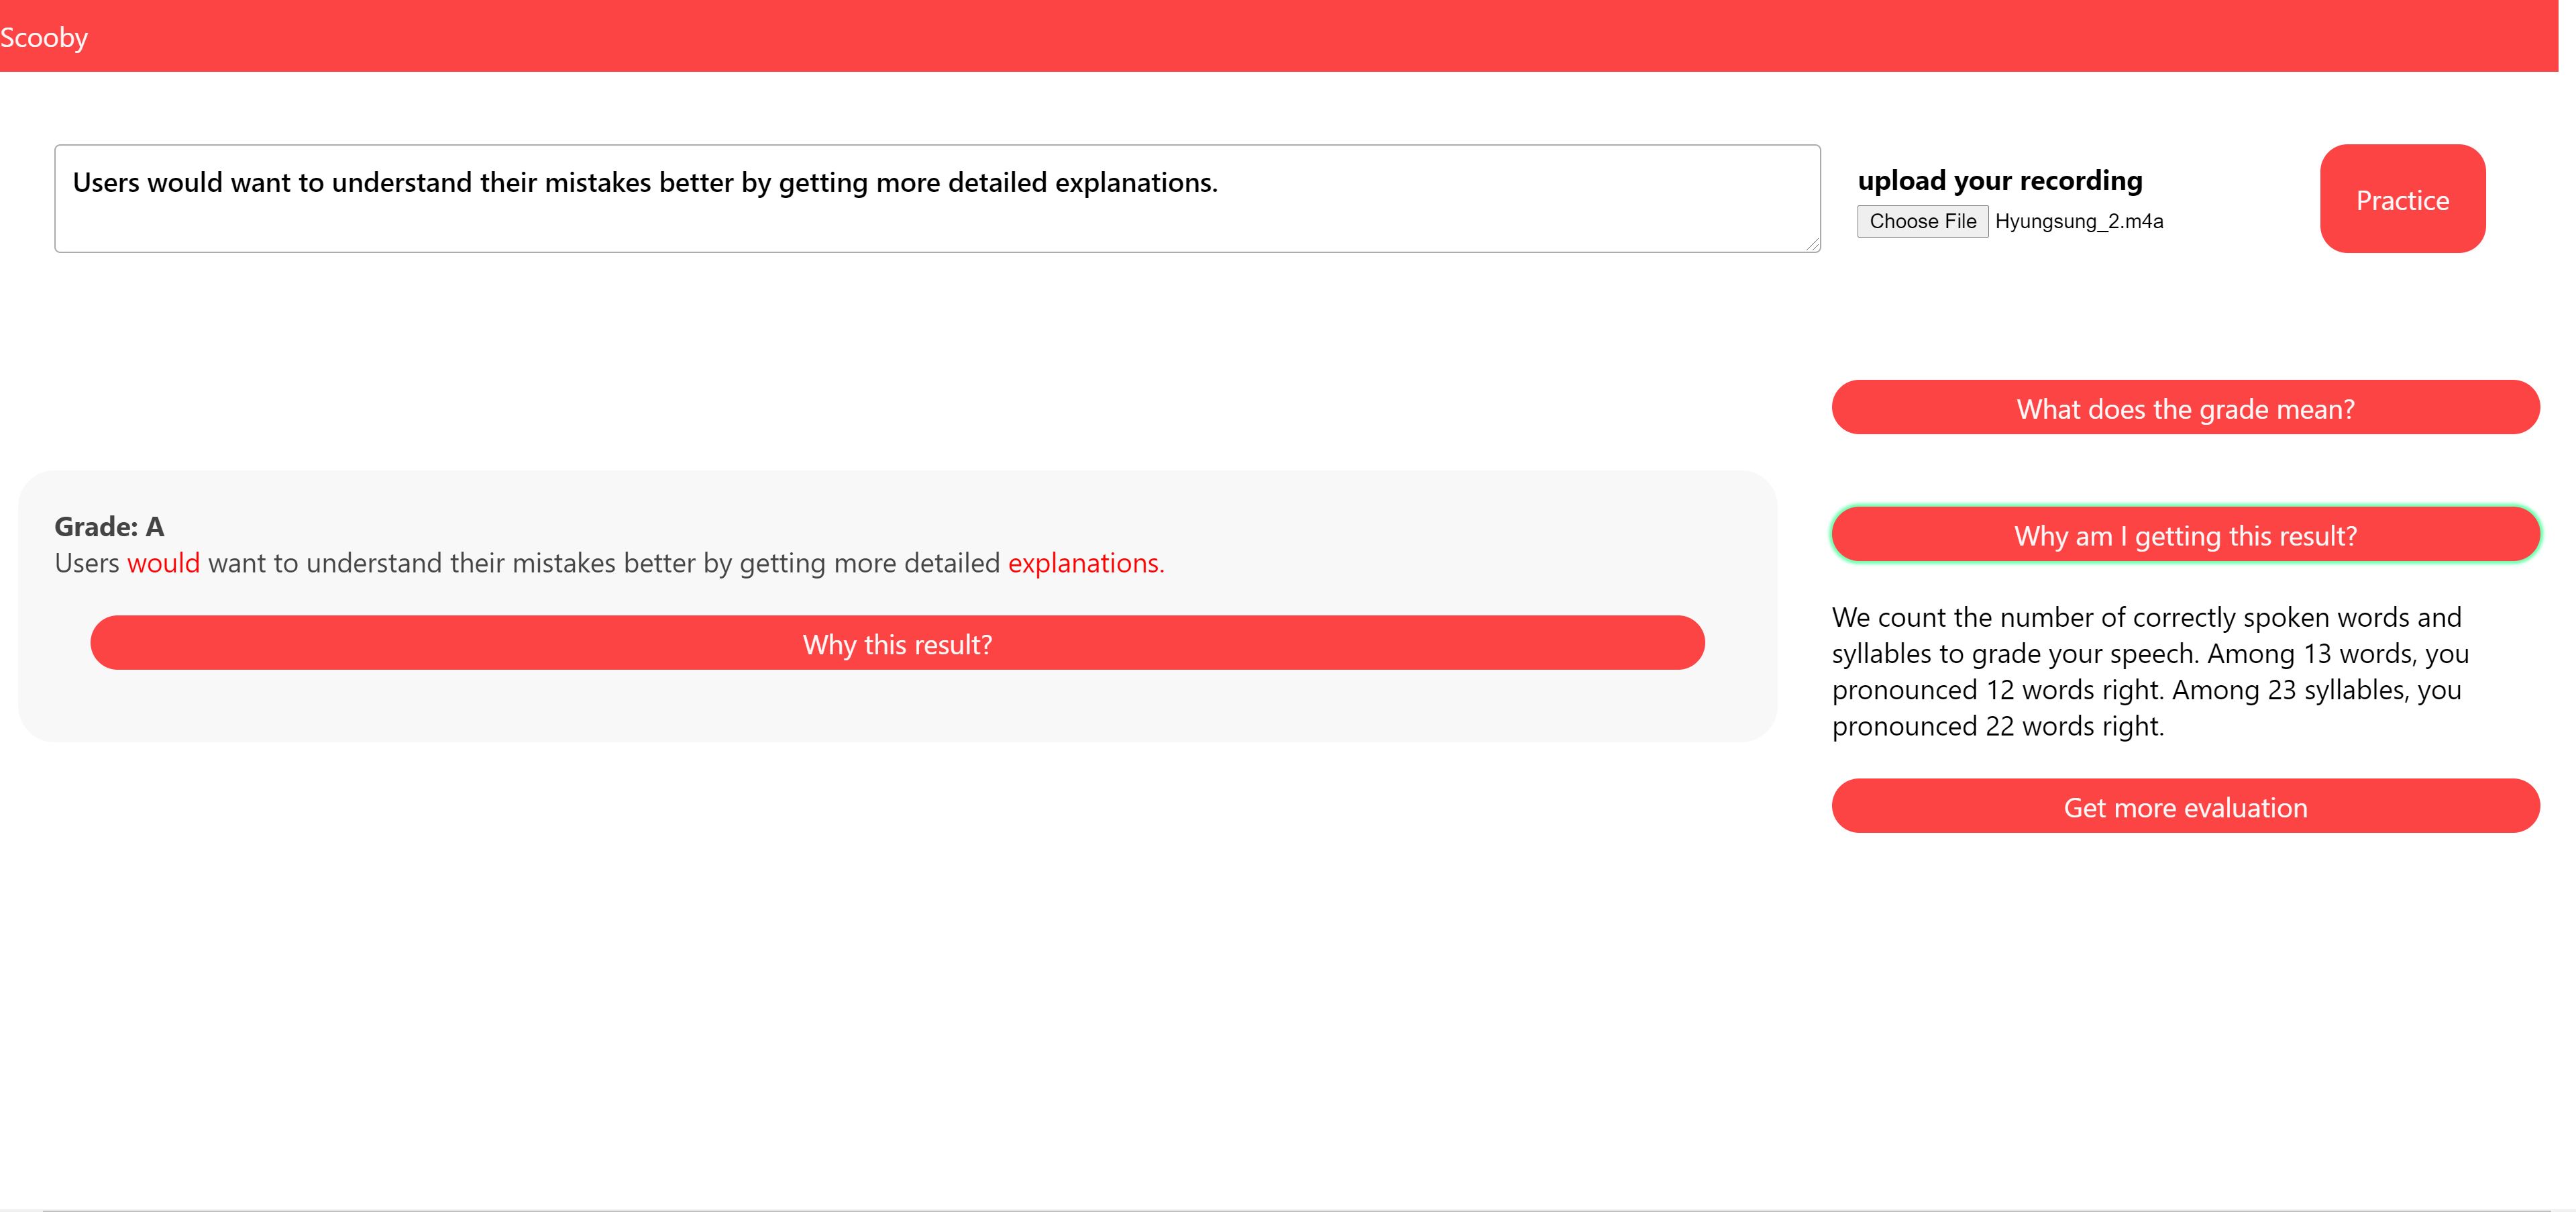 Scooby
Users would want to understand their mistakes better by getting more detailed explanations.
upload your recording
Choose File Hyungsung_2.m4a
Practice
What does the grade mean?
Grade: A
Users would want to understand their mistakes better by getting more detailed explanations.
Why this result?
Why am I getting this result?
We count the number of correctly spoken words and
syllables to grade your speech. Among 13 words, you
pronounced 12 words right. Among 23 syllables, you
pronounced 22 words right.
Get more evaluation